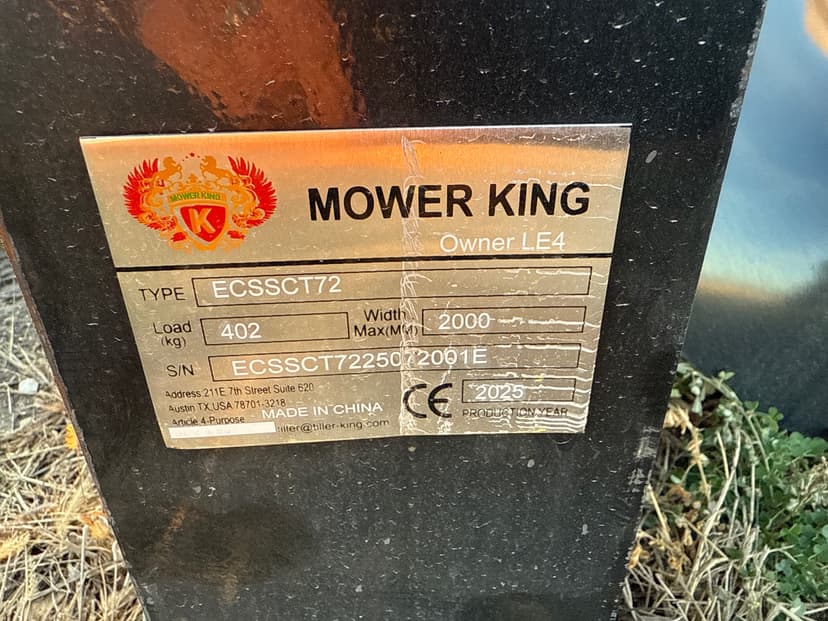 MOWER KING
K
MOWER KING
Owner LE4
TYPE ECSSCT72
Load (kg) 402 Width Max(MM) 2000
S/N ECSSCT7225072001E
Address:211E 7th Street Suite 620
Austin TX,USA 78701-3218
MADE IN CHINA
Article 4-Purpose
tiller@tiller-king.com
CE
2025
PRODUCTION YEAR